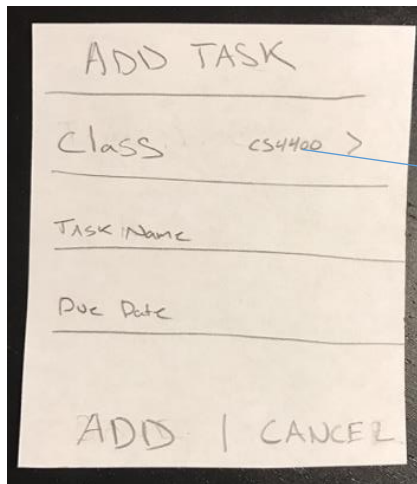 ADD TASK
Class CS4400 >
TASK Name
Due Date
ADD | CANCEL